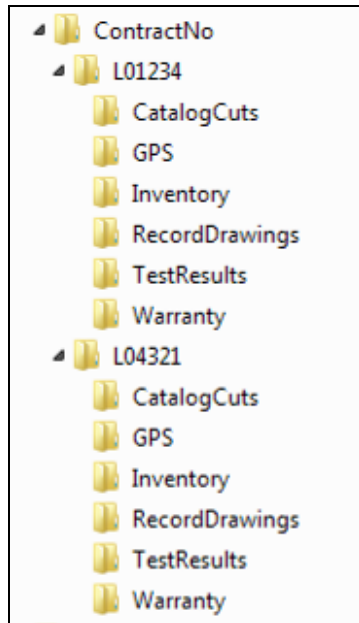 ContractNo
L01234
CatalogCuts
GPS
Inventory
RecordDrawings
TestResults
Warranty
L04321
CatalogCuts
GPS
Inventory
RecordDrawings
TestResults
Warranty